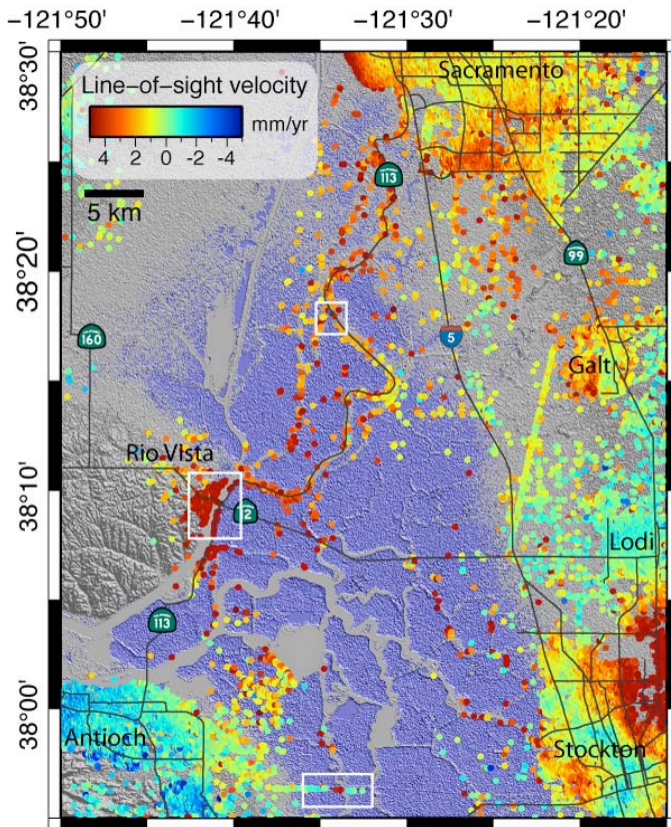 −121°50' −121°40' −121°30' −121°20'
38°30'
Sacramento
Line−of−sight velocity
mm/yr
4 2 0 -2 -4
5 km
113
38°20'
99
160
5
Galt
Rio VIsta
38°10'
12
Lodi
113
38°00'
Antioch
Stockton